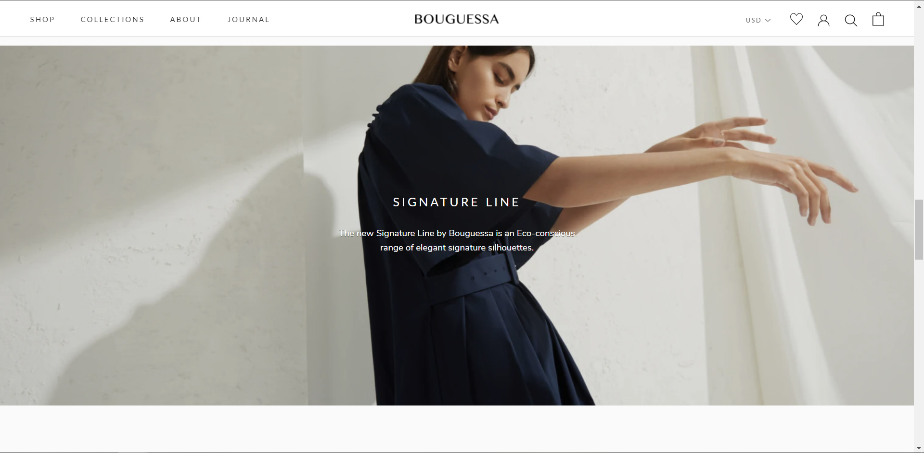 SHOP
COLLECTIONS
ABOUT
JOURNAL
BOUGUESSA
USD
SIGNATURE LINE
The new Signature Line by Bouguessa is an Eco-conscious
range of elegant signature silhouettes.